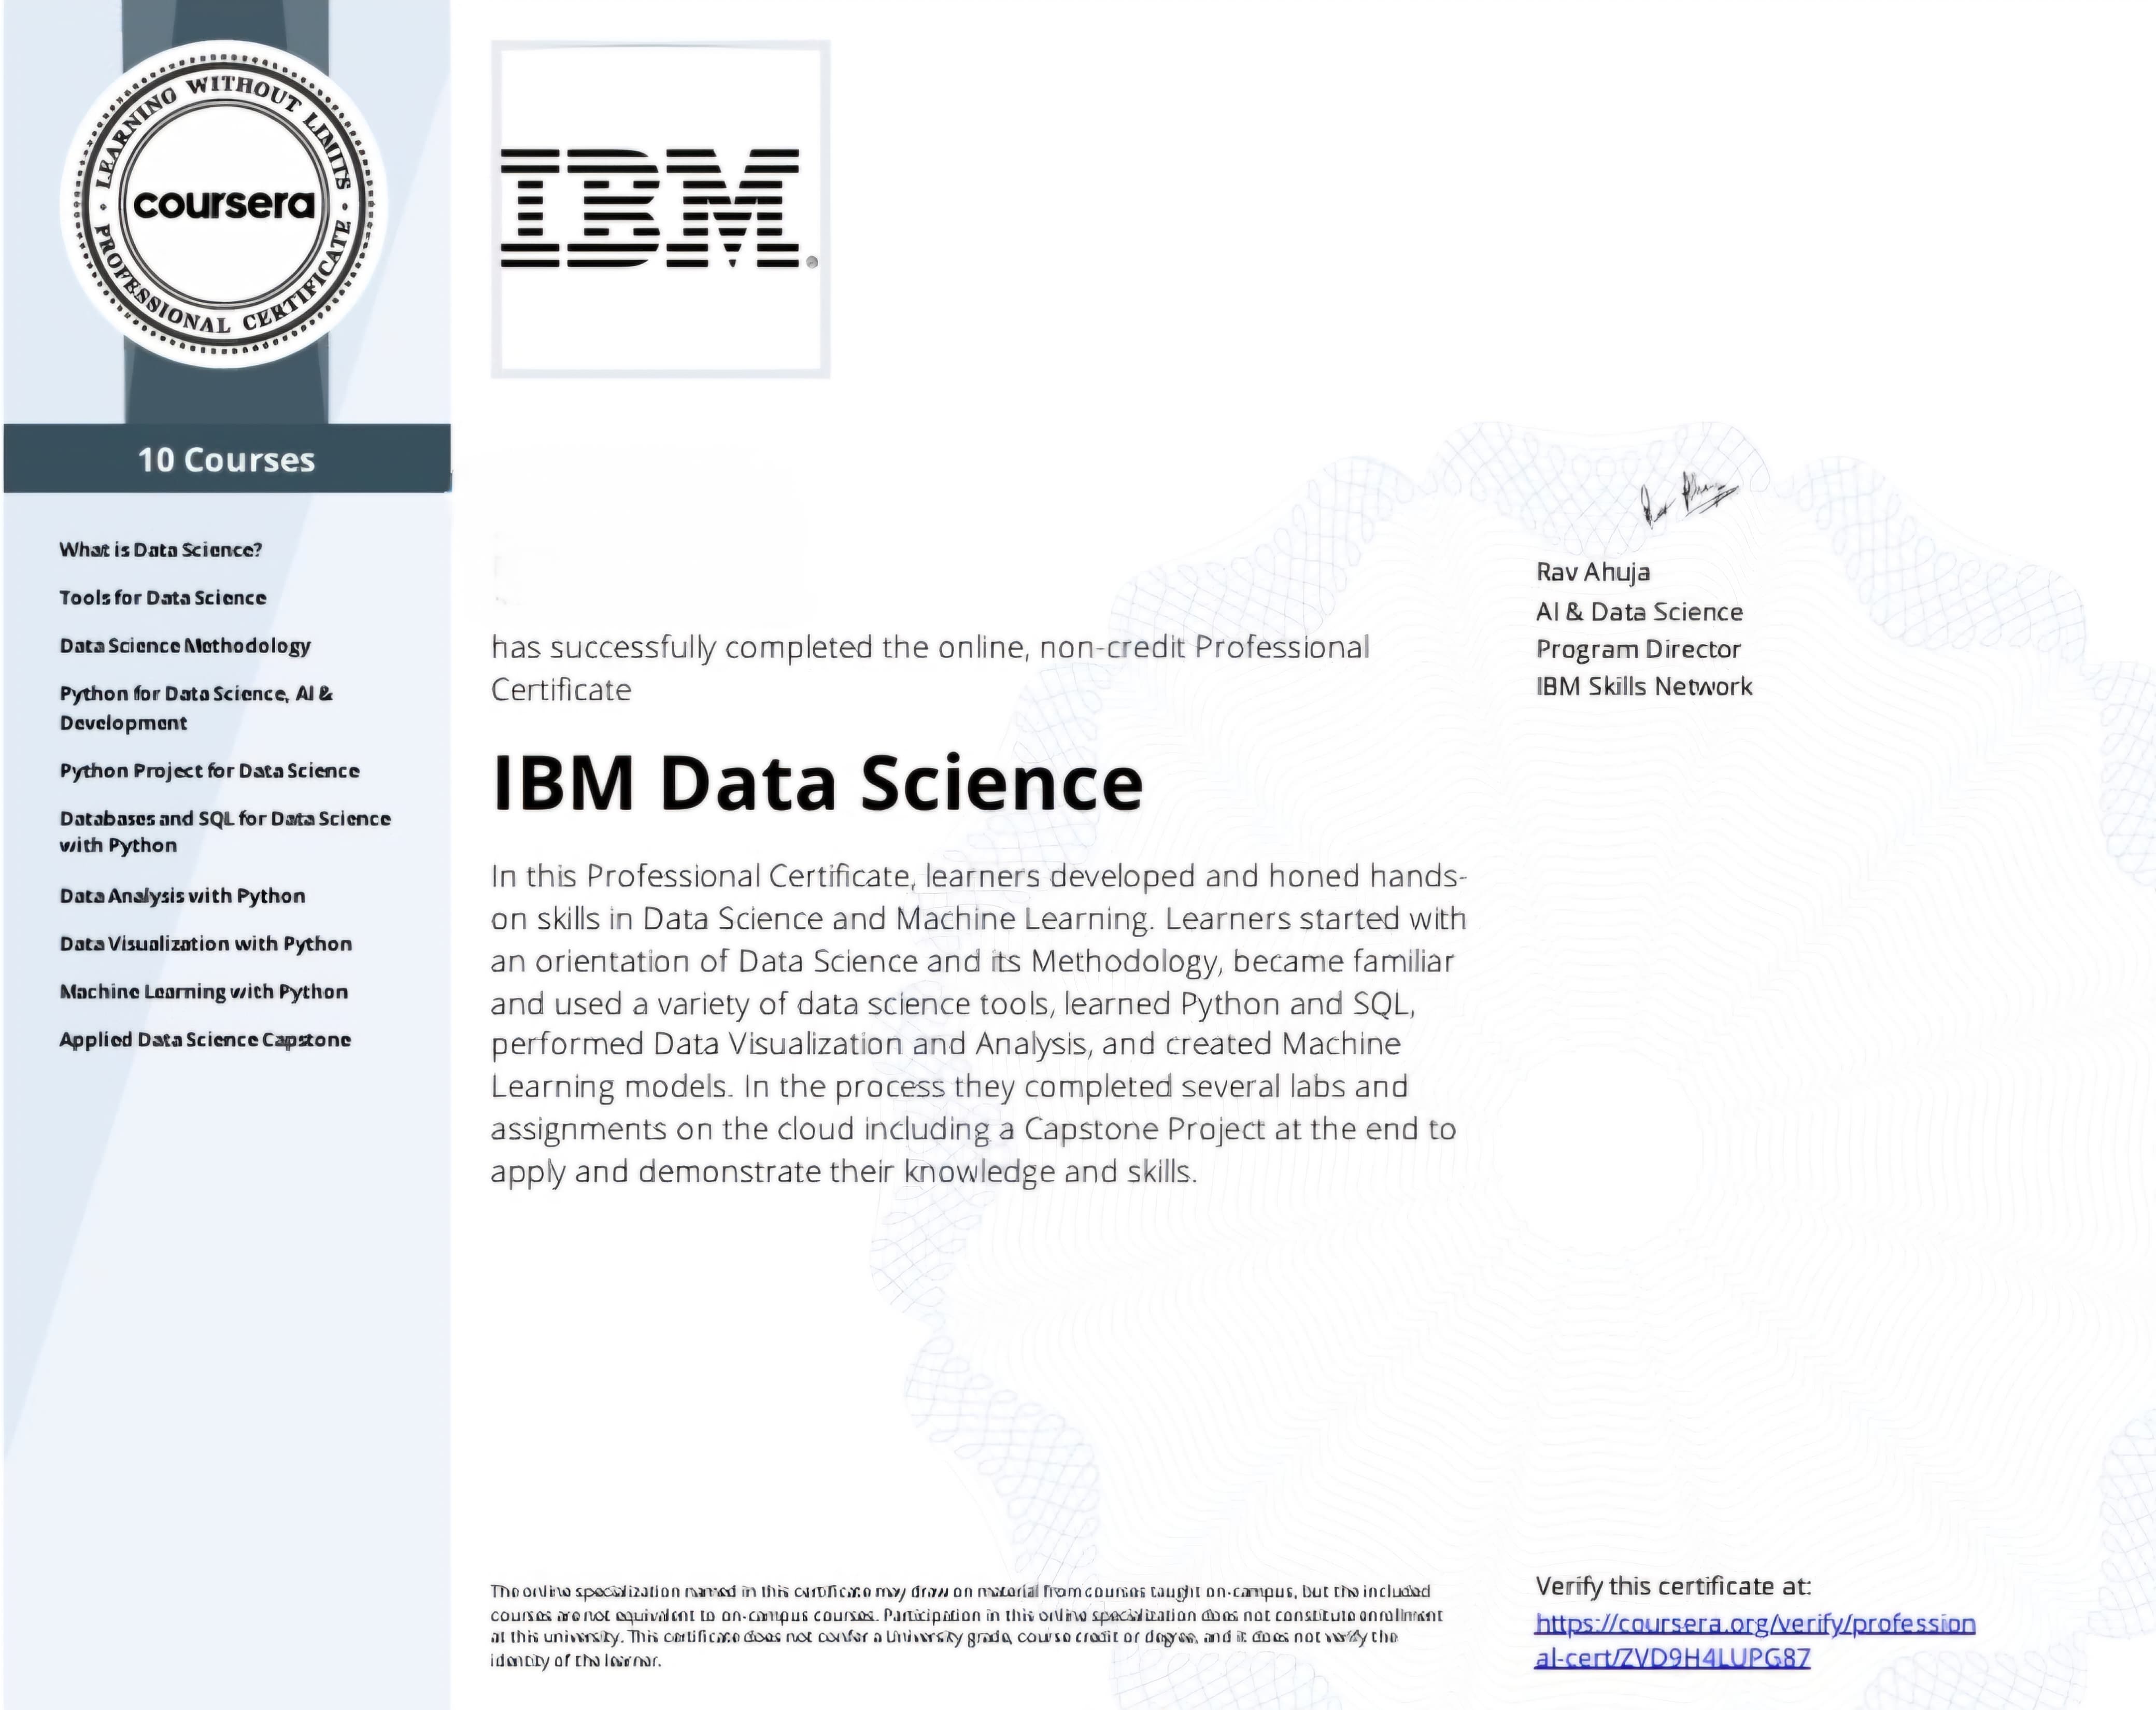 LEARNING WITHOUT LIMITS
coursera
PROFESSIONAL CERTIFICATE
IBM
10 Courses
What is Data Science?
Tools for Data Science
Data Science Methodology
Python for Data Science, AI &
Development
Python Project for Data Science
Databases and SQL for Data Science
with Python
Data Analysis with Python
Data Visualization with Python
Machine Learning with Python
Applied Data Science Capstone
has successfully completed the online, non-credit Professional
Certificate
IBM Data Science
In this Professional Certificate, learners developed and honed hands-
on skills in Data Science and Machine Learning. Learners started with
an orientation of Data Science and its Methodology, became familiar
and used a variety of data science tools, learned Python and SQL,
performed Data Visualization and Analysis, and created Machine
Learning models. In the process they completed several labs and
assignments on the cloud including a Capstone Project at the end to
apply and demonstrate their knowledge and skills.
Rav Ahuja
AI & Data Science
Program Director
IBM Skills Network
The online specialization named in this certificate may draw on material from courses taught on-campus, but the included
courses are not equivalent to on-campus courses. Participation in this online specialization does not constitute enrollment
at this university. This certificate does not confer a University grade, course credit or degree, and it does not verify the
identity of the learner.
Verify this certificate at:
https://coursera.org/verify/profession
al-cert/ZVD9H4LUPG87